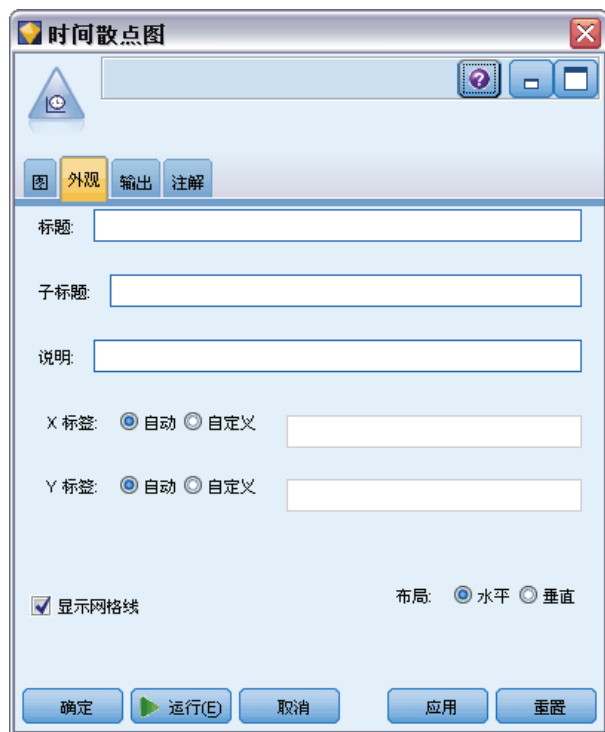 时间散点图
?
图 外观 输出 注解
标题:
子标题:
说明:
X 标签: 自动 自定义
Y 标签: 自动 自定义
显示网格线 布局: 水平 垂直
确定 运行(E) 取消 应用 重置